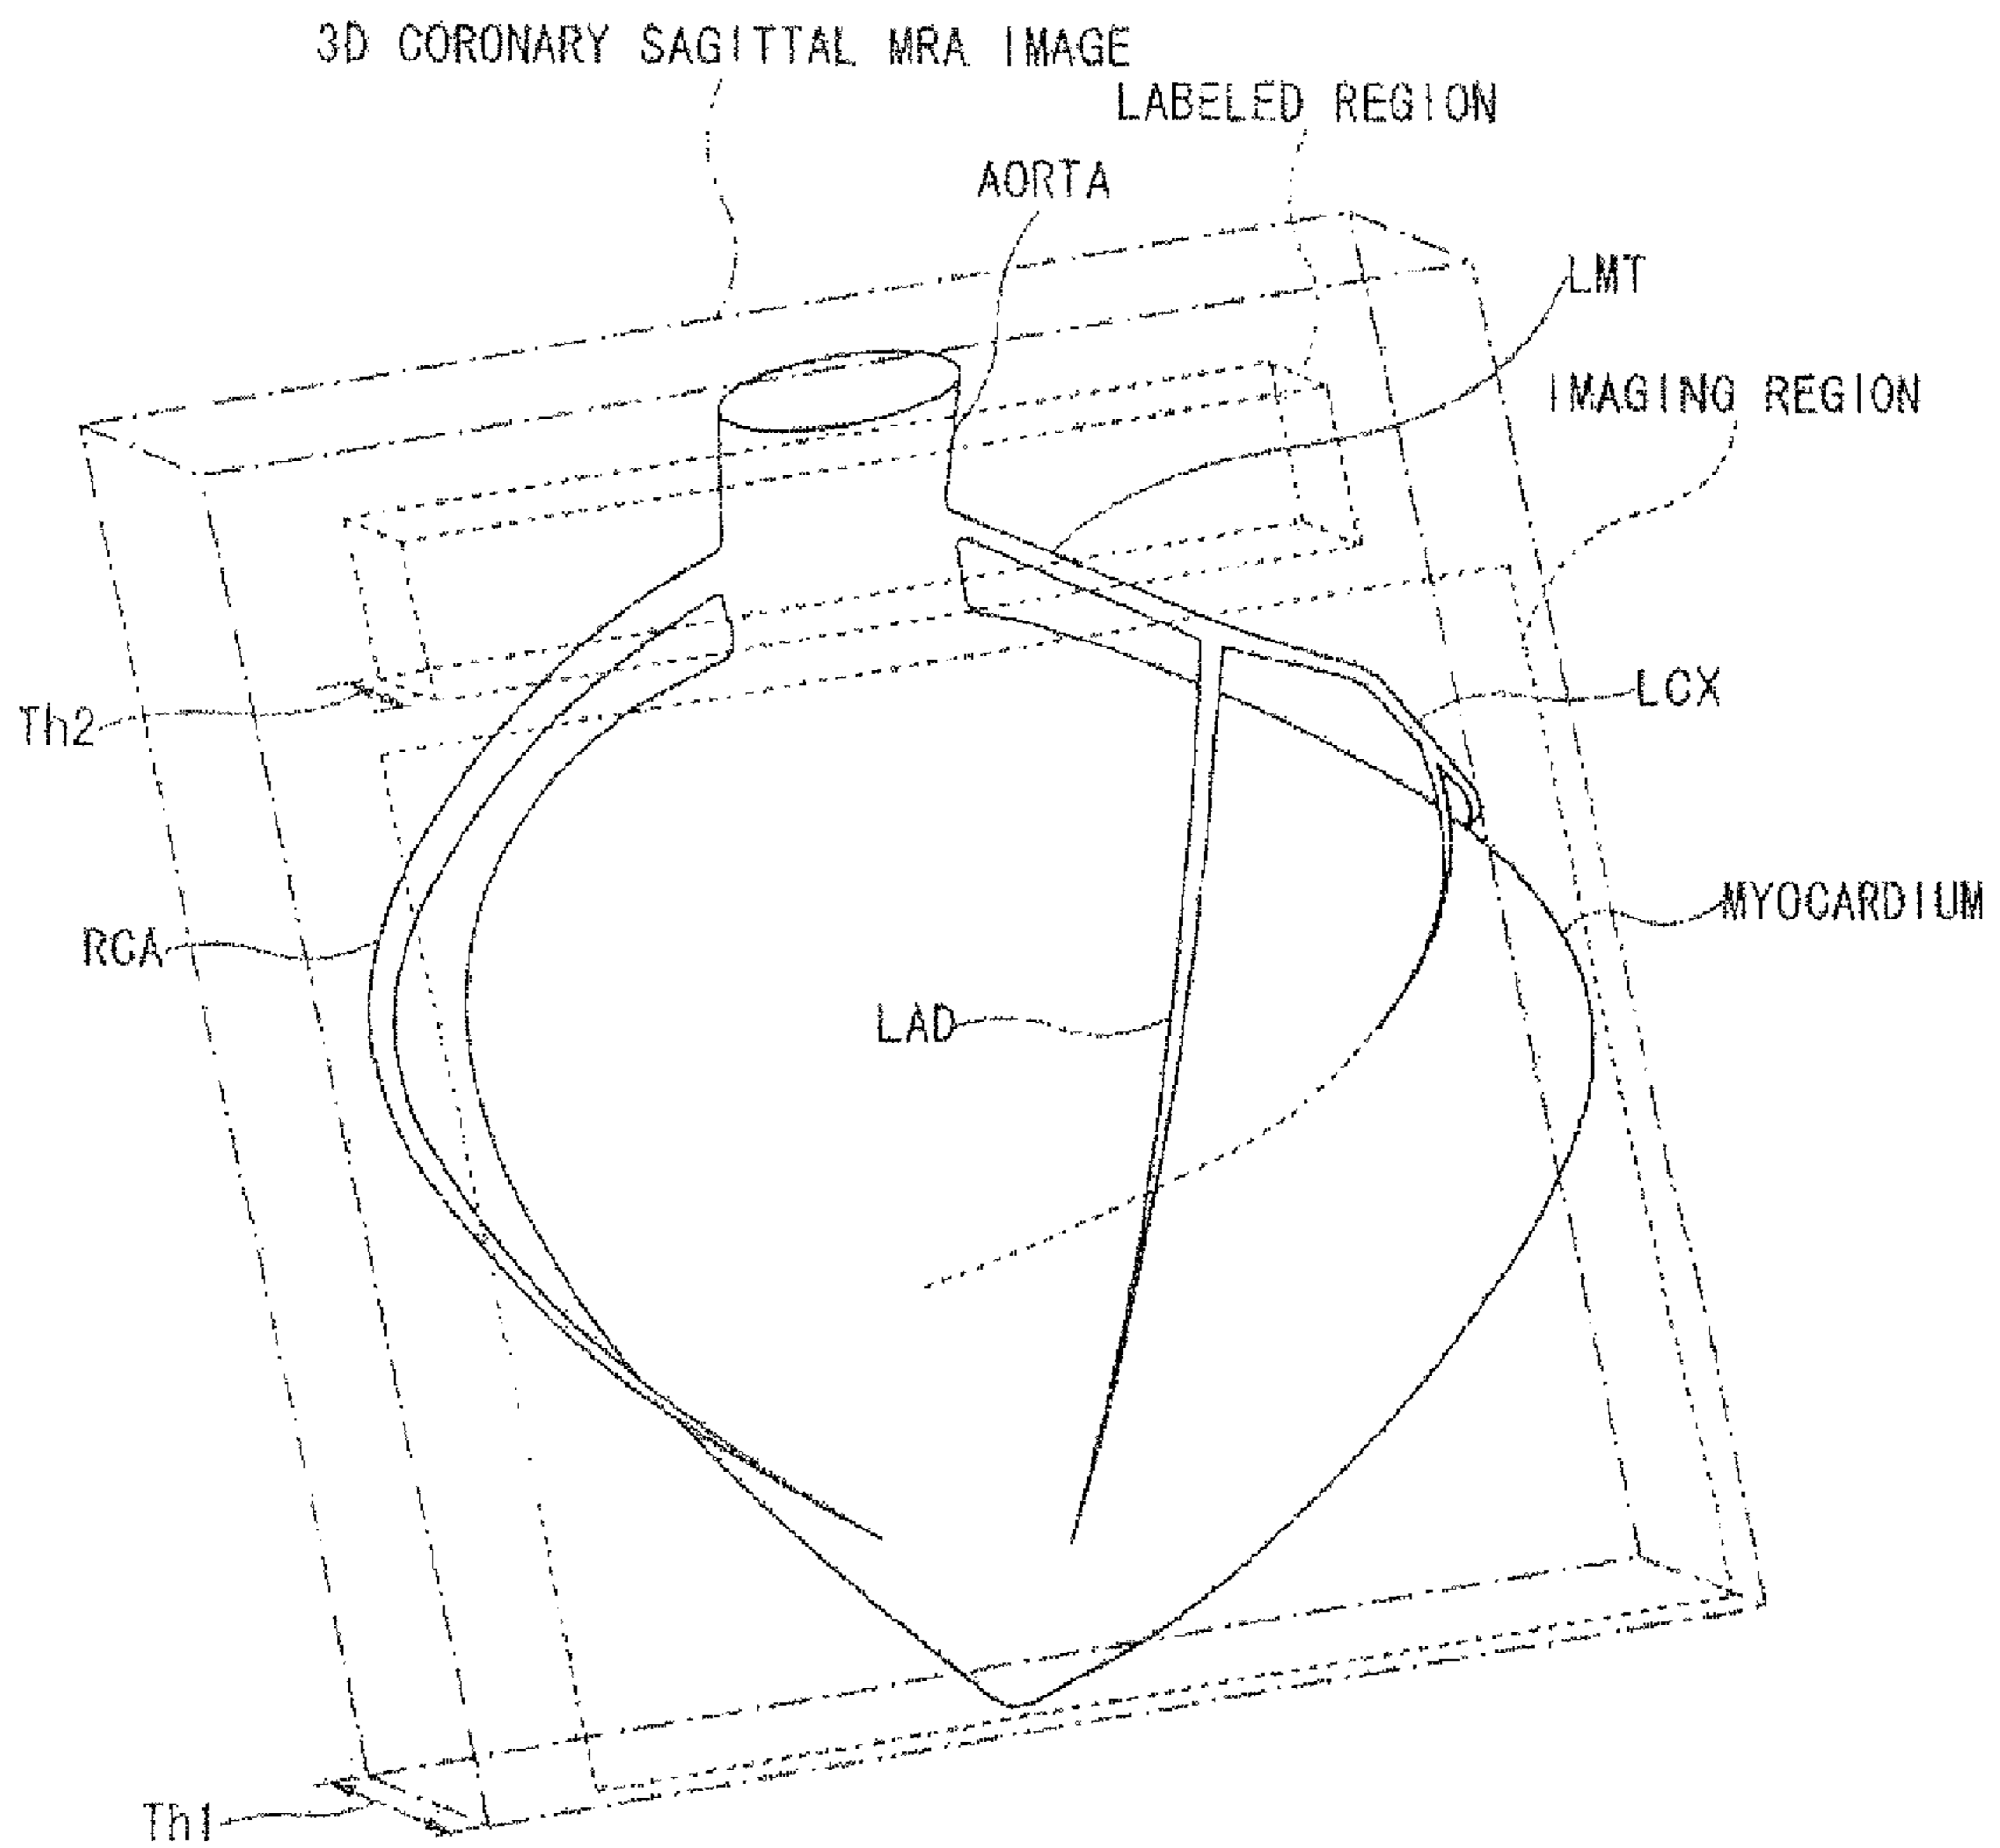 3D CORONARY SAGITTAL MRA IMAGE
LABELED REGION
AORTA
LMT
IMAGING REGION
LCX
Th2
MYOCARDIUM
RCA
LAD
Th1